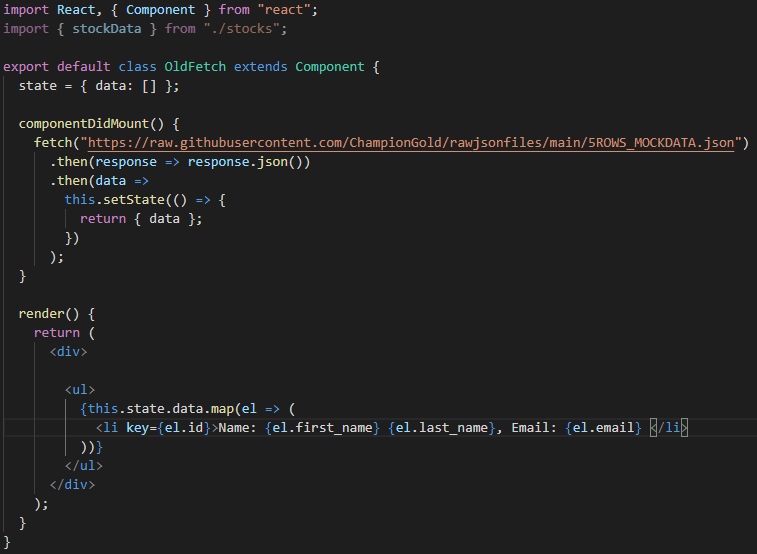 import React, { Component } from "react";
import { stockData } from "./stocks";
export default class OldFetch extends Component {
state = { data: [] };
componentDidMount() {
fetch("https://raw.githubusercontent.com/ChampionGold/rawjsonfiles/main/5ROWS_MOCKDATA.json")
.then(response => response.json())
.then(data =>
this.setState(() => {
return { data };
})
);
}
render() {
return (
<div>
<ul>
{this.state.data.map(el => (
<li key={el.id}>Name: {el.first_name} {el.last_name}, Email: {el.email} </li>
))}
</ul>
</div>
);
}
}